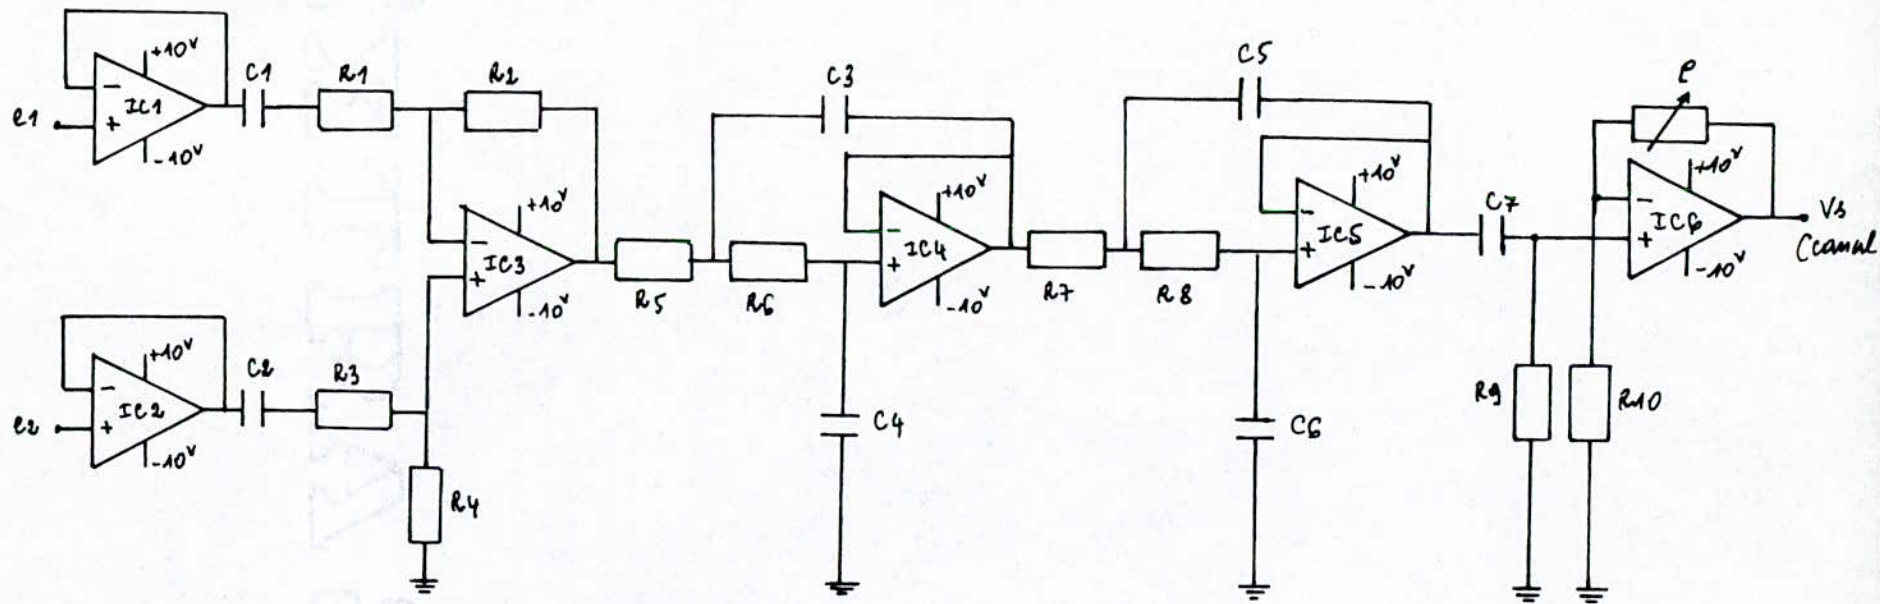 +10V
C1
R1
R2
IC1
e1
-
+
-10V
C3
C5
P
+10V
-
+
IC3
-10V
R5
R6
+10V
-
+
IC4
-10V
R7
R8
+10V
-
+
IC5
-10V
C7
+10V
-
+
IC6
-10V
Vs
+10V
C2
R3
IC2
e2
-
+
-10V
R4
C4
C6
R9
R10